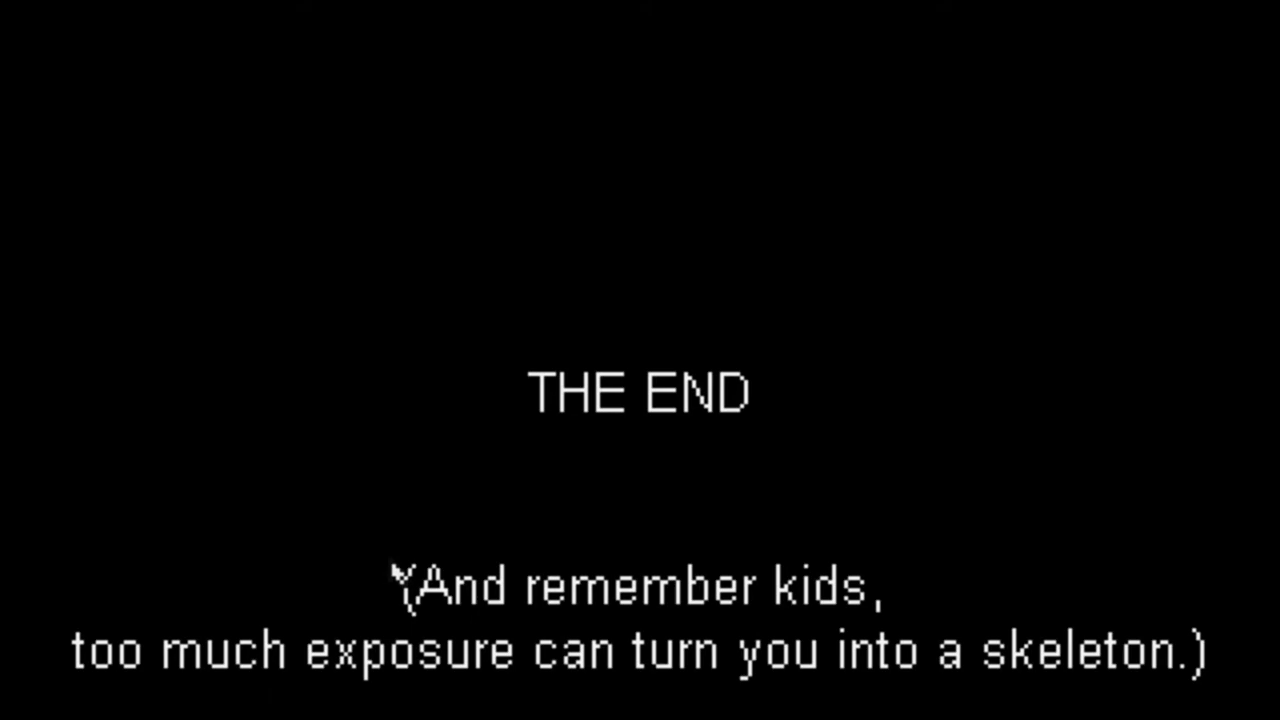 THE END
(And remember kids,
too much exposure can turn you into a skeleton.)